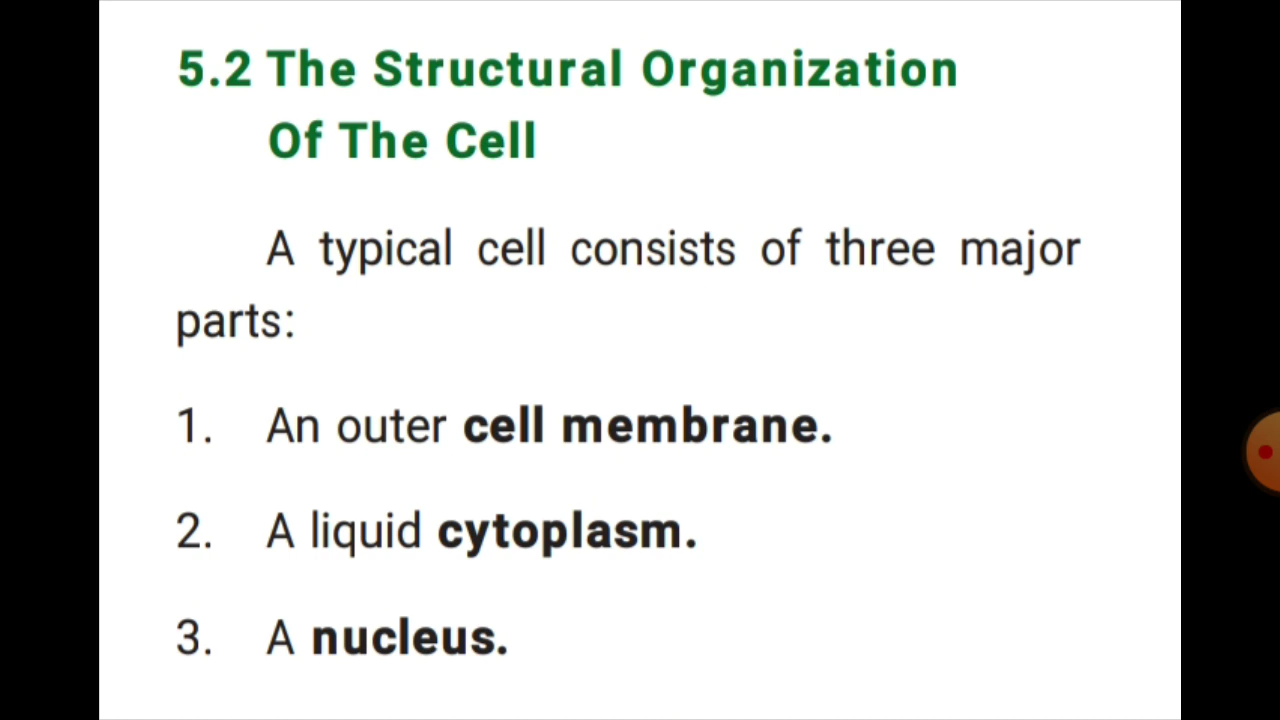 5.2 The Structural Organization
Of The Cell
A typical cell consists of three major
parts:
1. An outer cell membrane.
2. A liquid cytoplasm.
3. A nucleus.